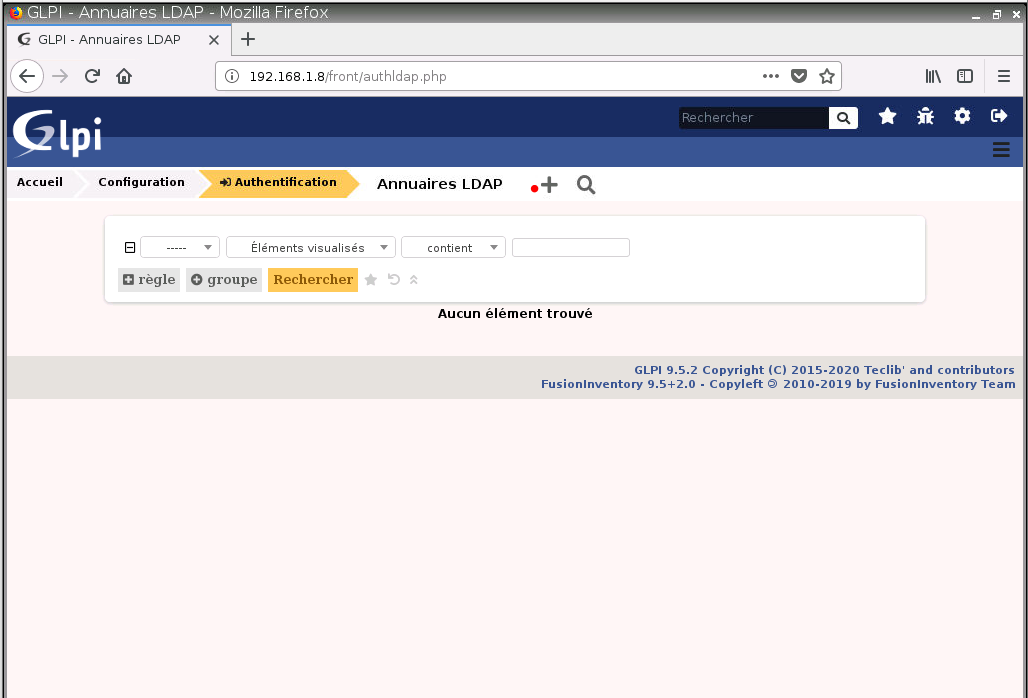 GLPI - Annuaires LDAP - Mozilla Firefox
GLPI - Annuaires LDAP
192.168.1.8/front/authldap.php
Glpi
Rechercher
Accueil Configuration Authentification Annuaires LDAP
----- Éléments visualisés contient
règle groupe Rechercher
Aucun élément trouvé
GLPI 9.5.2 Copyright (C) 2015-2020 Teclib' and contributors
FusionInventory 9.5+2.0 - Copyleft 🄯 2010-2019 by FusionInventory Team